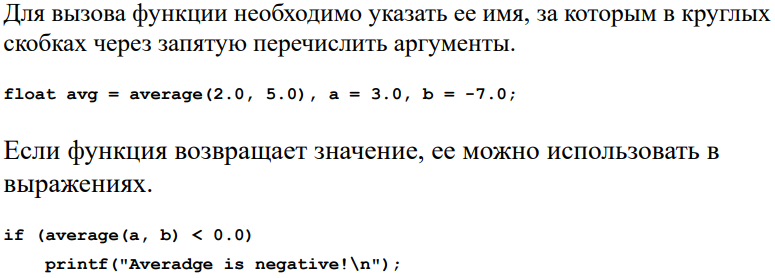 Для вызова функции необходимо указать ее имя, за которым в круглых
скобках через запятую перечислить аргументы.
float avg = average(2.0, 5.0), a = 3.0, b = -7.0;
Если функция возвращает значение, ее можно использовать в
выражениях.
if (average(a, b) < 0.0)
    printf("Averadge is negative!\n");